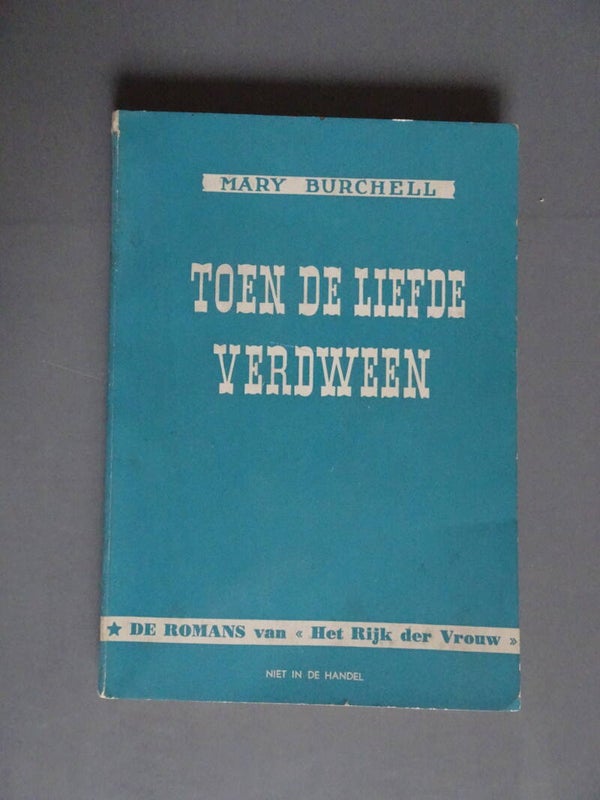 MARY BURCHELL
TOEN DE LIEFDE
VERDWEEN
★ DE ROMANS van « Het Rijk der Vrouw »
NIET IN DE HANDEL